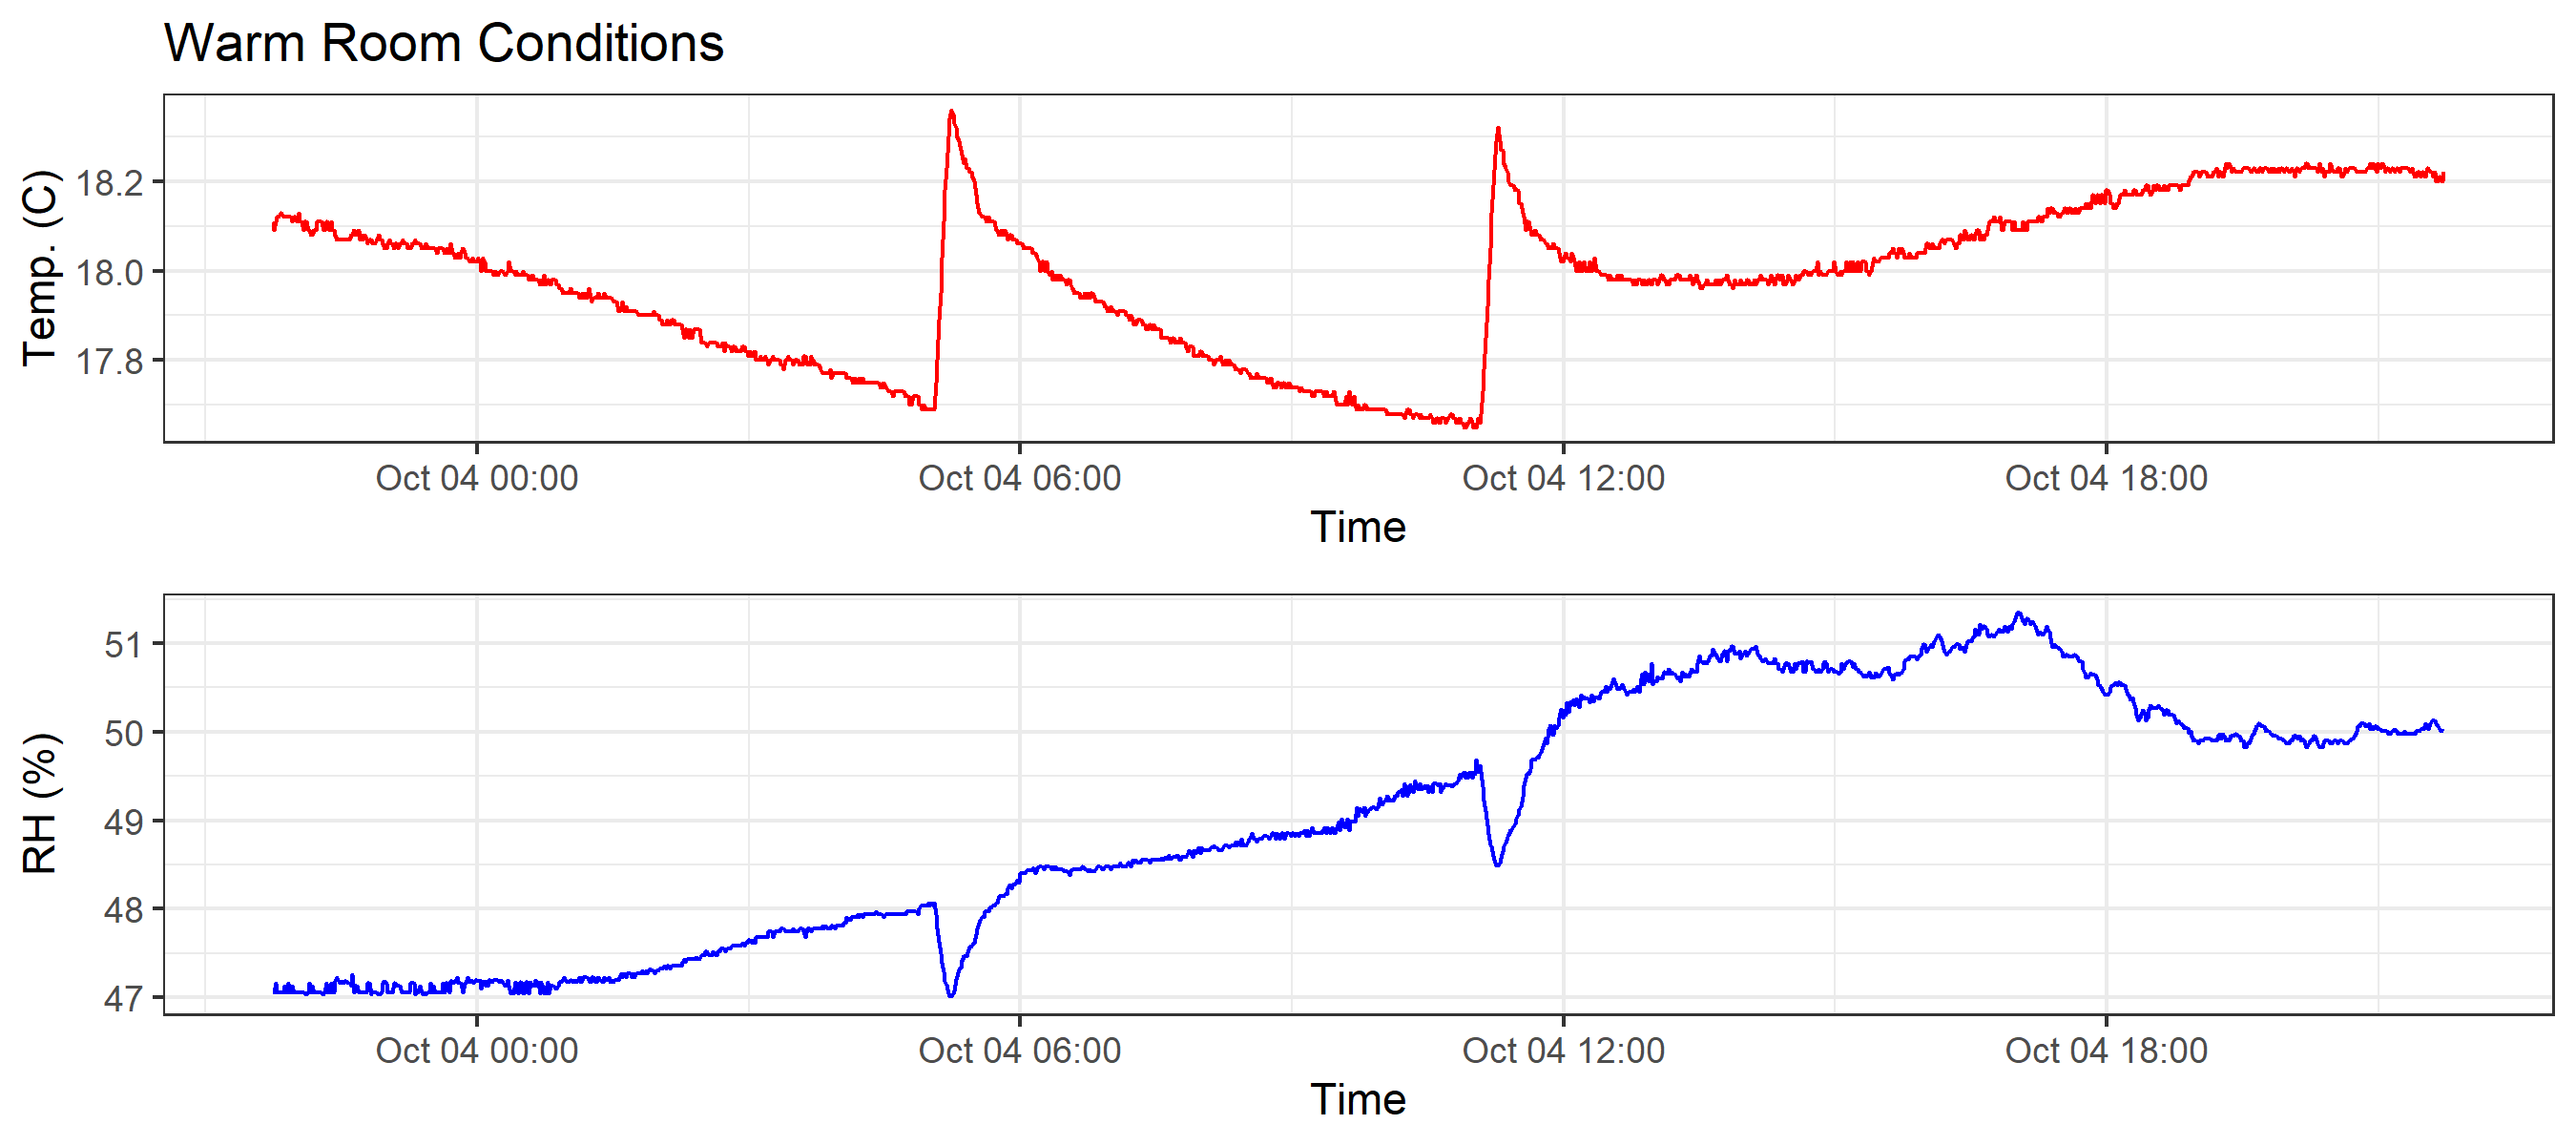 Warm Room Conditions
Temp. (C)
18.2
18.0
17.8
Oct 04 00:00 Oct 04 06:00 Oct 04 12:00 Oct 04 18:00
Time
RH (%)
51
50
49
48
47
Oct 04 00:00 Oct 04 06:00 Oct 04 12:00 Oct 04 18:00
Time